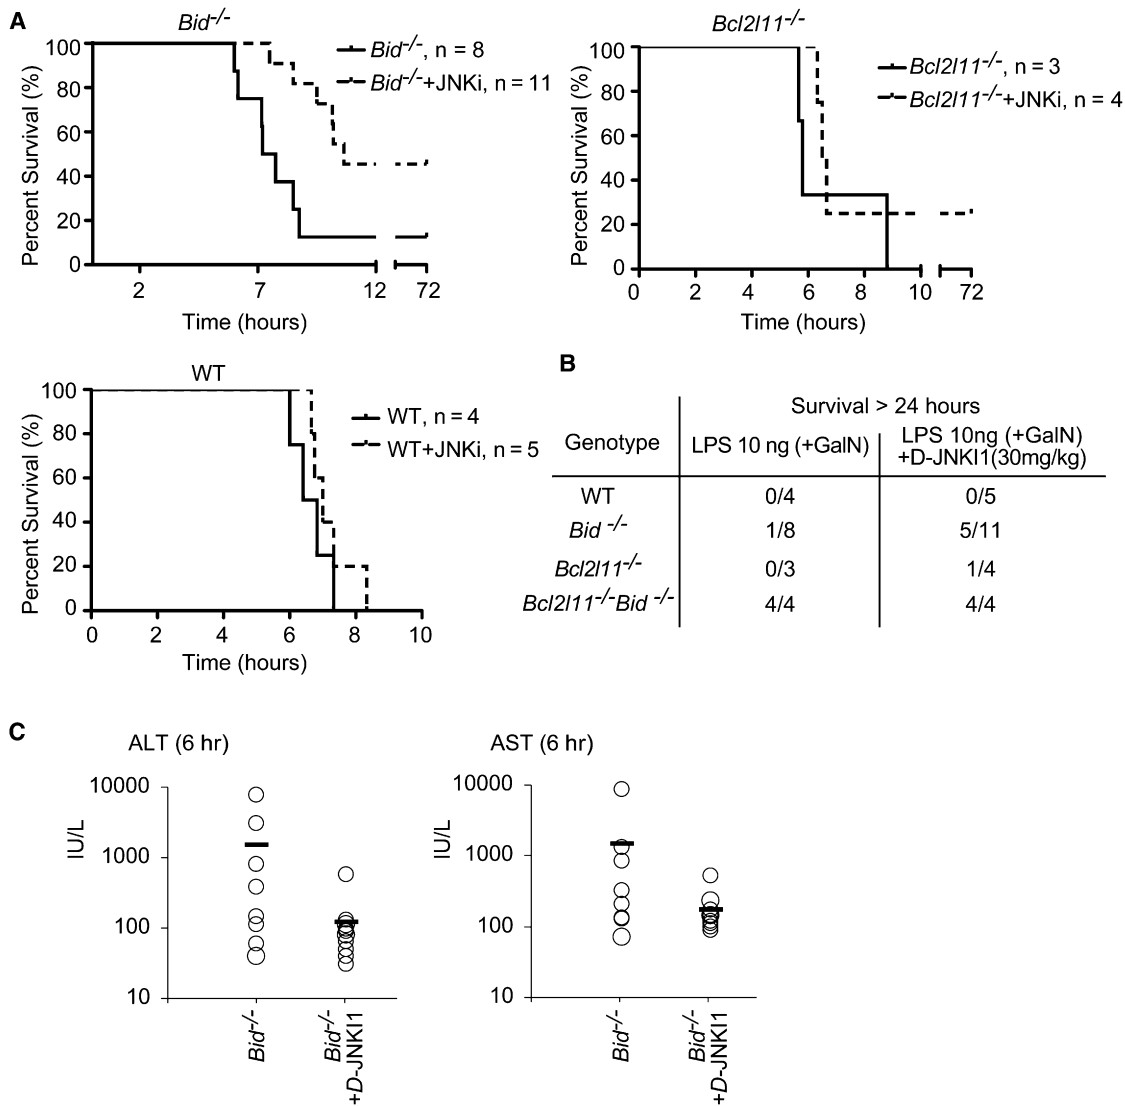 A
Bid-/-
Percent Survival (%)
100
80
60
40
20
0
2
7
12
72
Time (hours)
Bid-/-, n = 8
Bid-/-+JNKi, n = 11
Bcl2l11-/-
Percent Survival (%)
100
80
60
40
20
0
0
2
4
6
8
10
72
Time (hours)
Bcl2l11-/-, n = 3
Bcl2l11-/-+JNKi, n = 4
WT
Percent Survival (%)
100
80
60
40
20
0
0
2
4
6
8
10
Time (hours)
WT, n = 4
WT+JNKi, n = 5
B
Survival > 24 hours
Genotype
LPS 10 ng (+GalN)
LPS 10ng (+GalN)
+D-JNKI1(30mg/kg)
WT 0/4 0/5
Bid -/- 1/8 5/11
Bcl2l11-/- 0/3 1/4
Bcl2l11-/-Bid -/- 4/4 4/4
C
ALT (6 hr)
IU/L
10000
1000
100
10
Bid-/-
Bid-/-
+D-JNKI1
AST (6 hr)
IU/L
10000
1000
100
10
Bid-/-
Bid-/-
+D-JNKI1